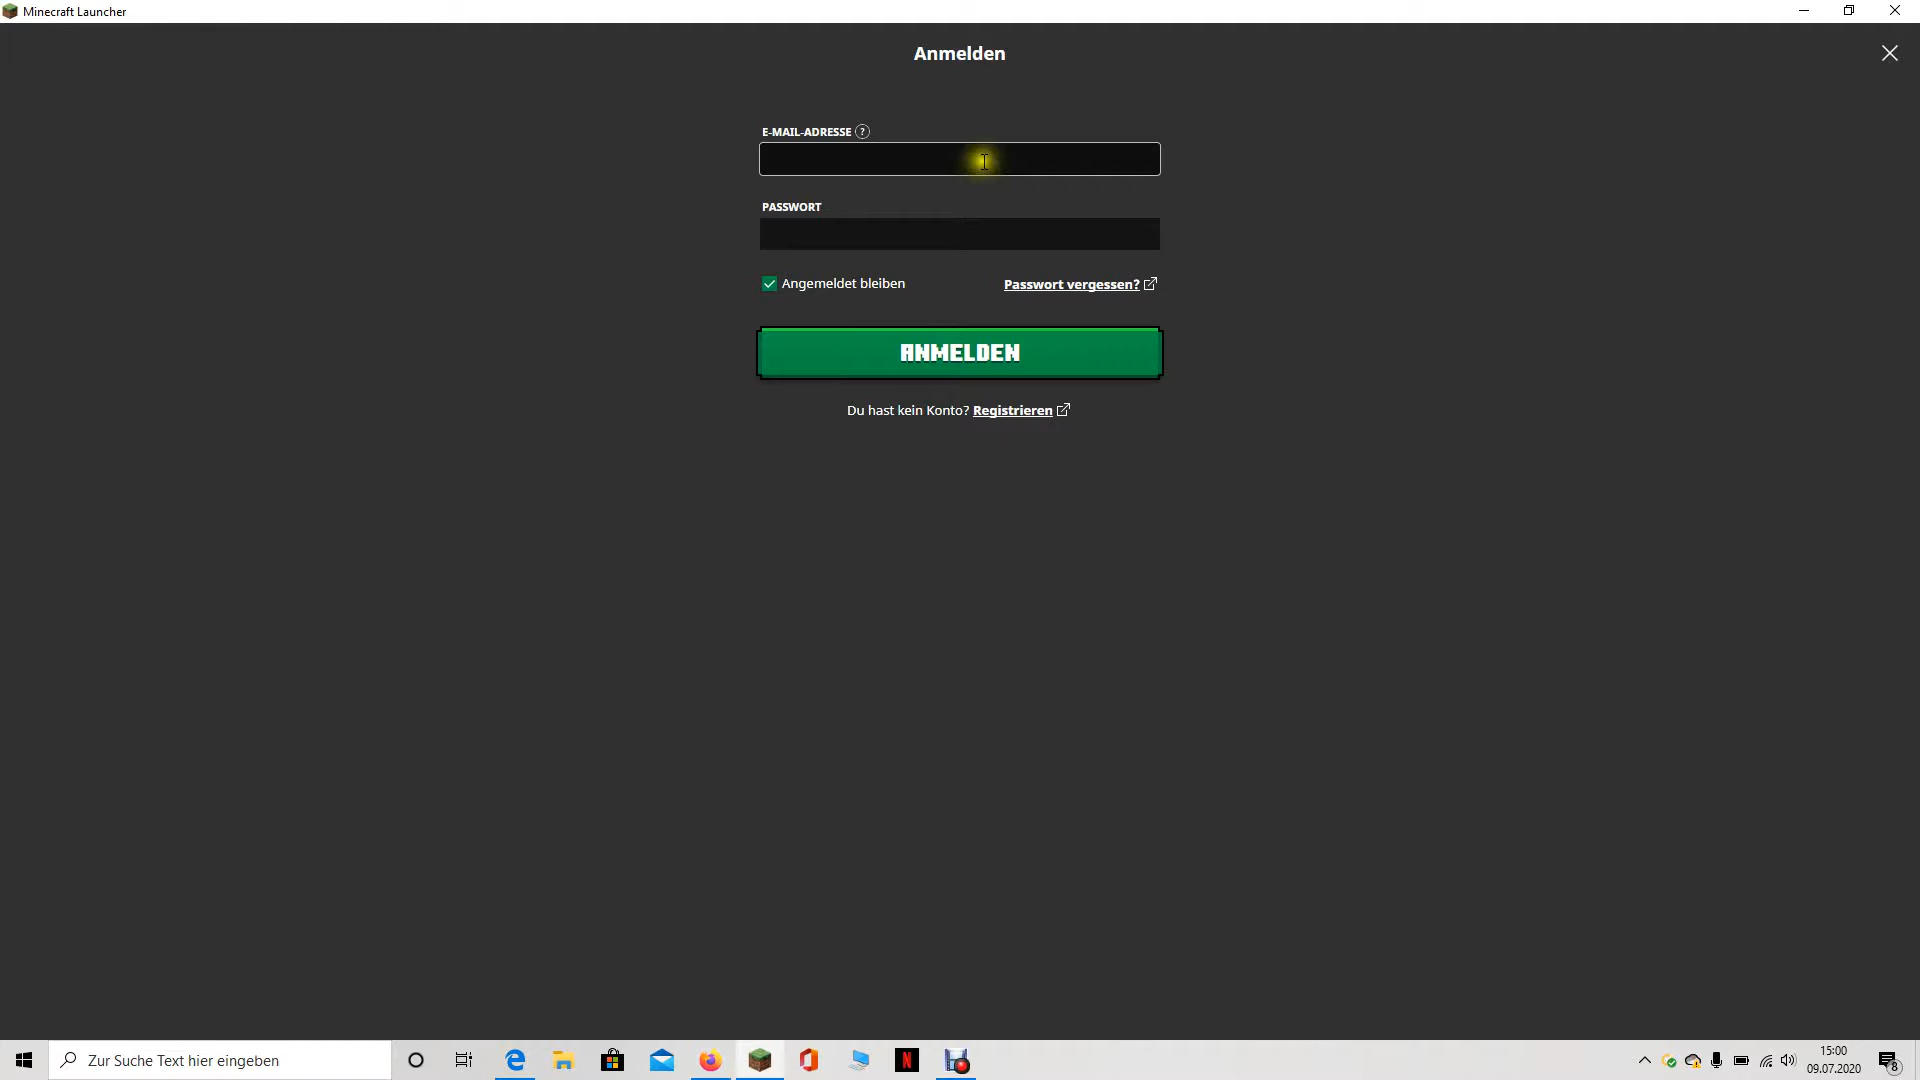 Minecraft Launcher
Anmelden
E-MAIL-ADRESSE ?
PASSWORT
Angemeldet bleiben
Passwort vergessen?
ANMELDEN
Du hast kein Konto? Registrieren
Zur Suche Text hier eingeben
N
15:00
09.07.2020
8